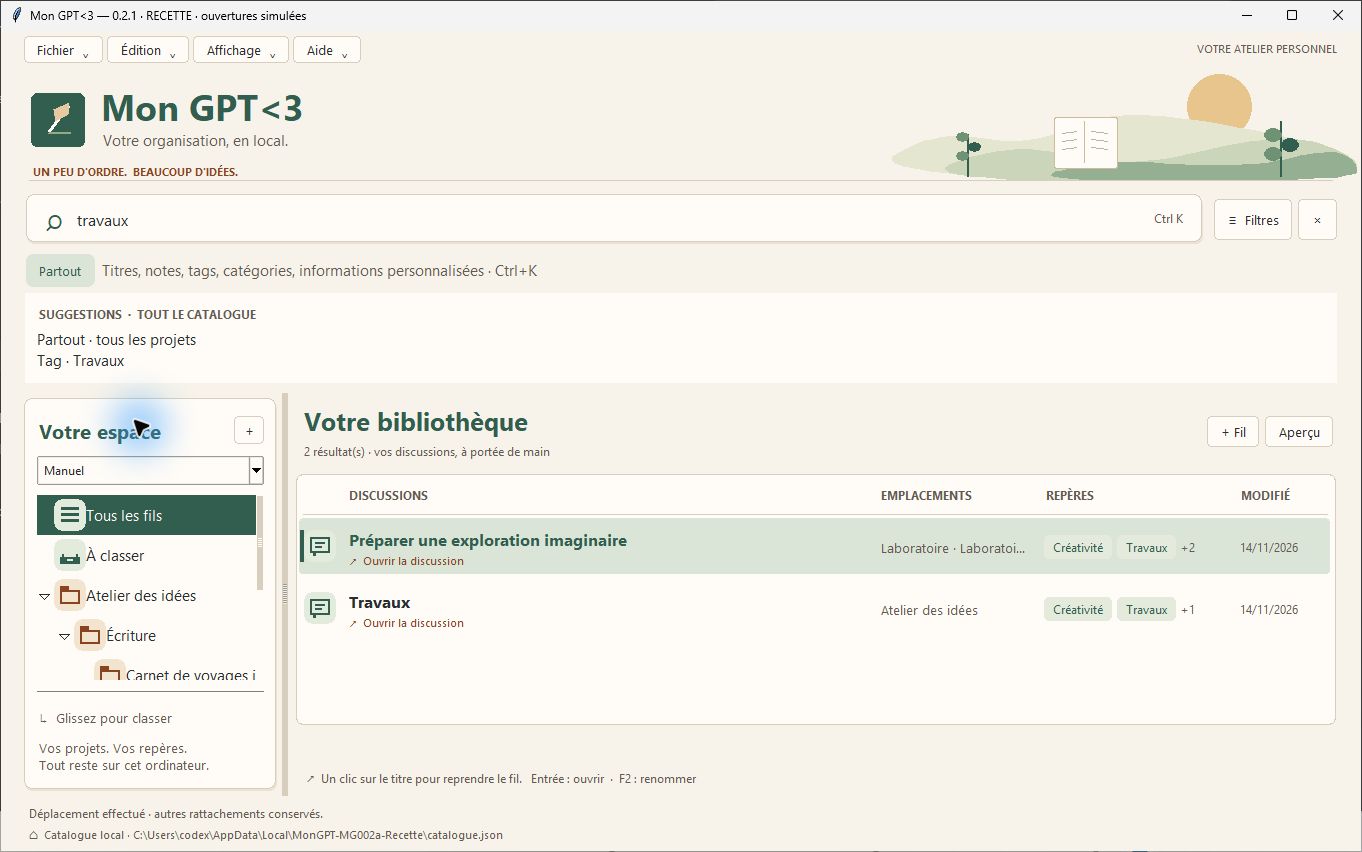 Mon GPT<3 — 0.2.1 · RECETTE · ouvertures simulées
Fichier Édition Affichage Aide
VOTRE ATELIER PERSONNEL
Mon GPT<3
Votre organisation, en local.
UN PEU D'ORDRE. BEAUCOUP D'IDÉES.
travaux Ctrl K
≡ Filtres ×
Partout Titres, notes, tags, catégories, informations personnalisées · Ctrl+K
SUGGESTIONS · TOUT LE CATALOGUE
Partout · tous les projets
Tag · Travaux
Votre espace +
Manuel
Tous les fils
À classer
Atelier des idées
Écriture
Carnet de voyages i
↳ Glissez pour classer
Vos projets. Vos repères.
Tout reste sur cet ordinateur.
Votre bibliothèque
2 résultat(s) · vos discussions, à portée de main
+ Fil Aperçu
DISCUSSIONS EMPLACEMENTS REPÈRES MODIFIÉ
Préparer une exploration imaginaire
↗ Ouvrir la discussion
Laboratoire · Laboratoi... Créativité Travaux +2 14/11/2026
Travaux
↗ Ouvrir la discussion
Atelier des idées Créativité Travaux +1 14/11/2026
↗ Un clic sur le titre pour reprendre le fil. Entrée : ouvrir · F2 : renommer
Déplacement effectué · autres rattachements conservés.
⌂ Catalogue local · C:\Users\codex\AppData\Local\MonGPT-MG002a-Recette\catalogue.json